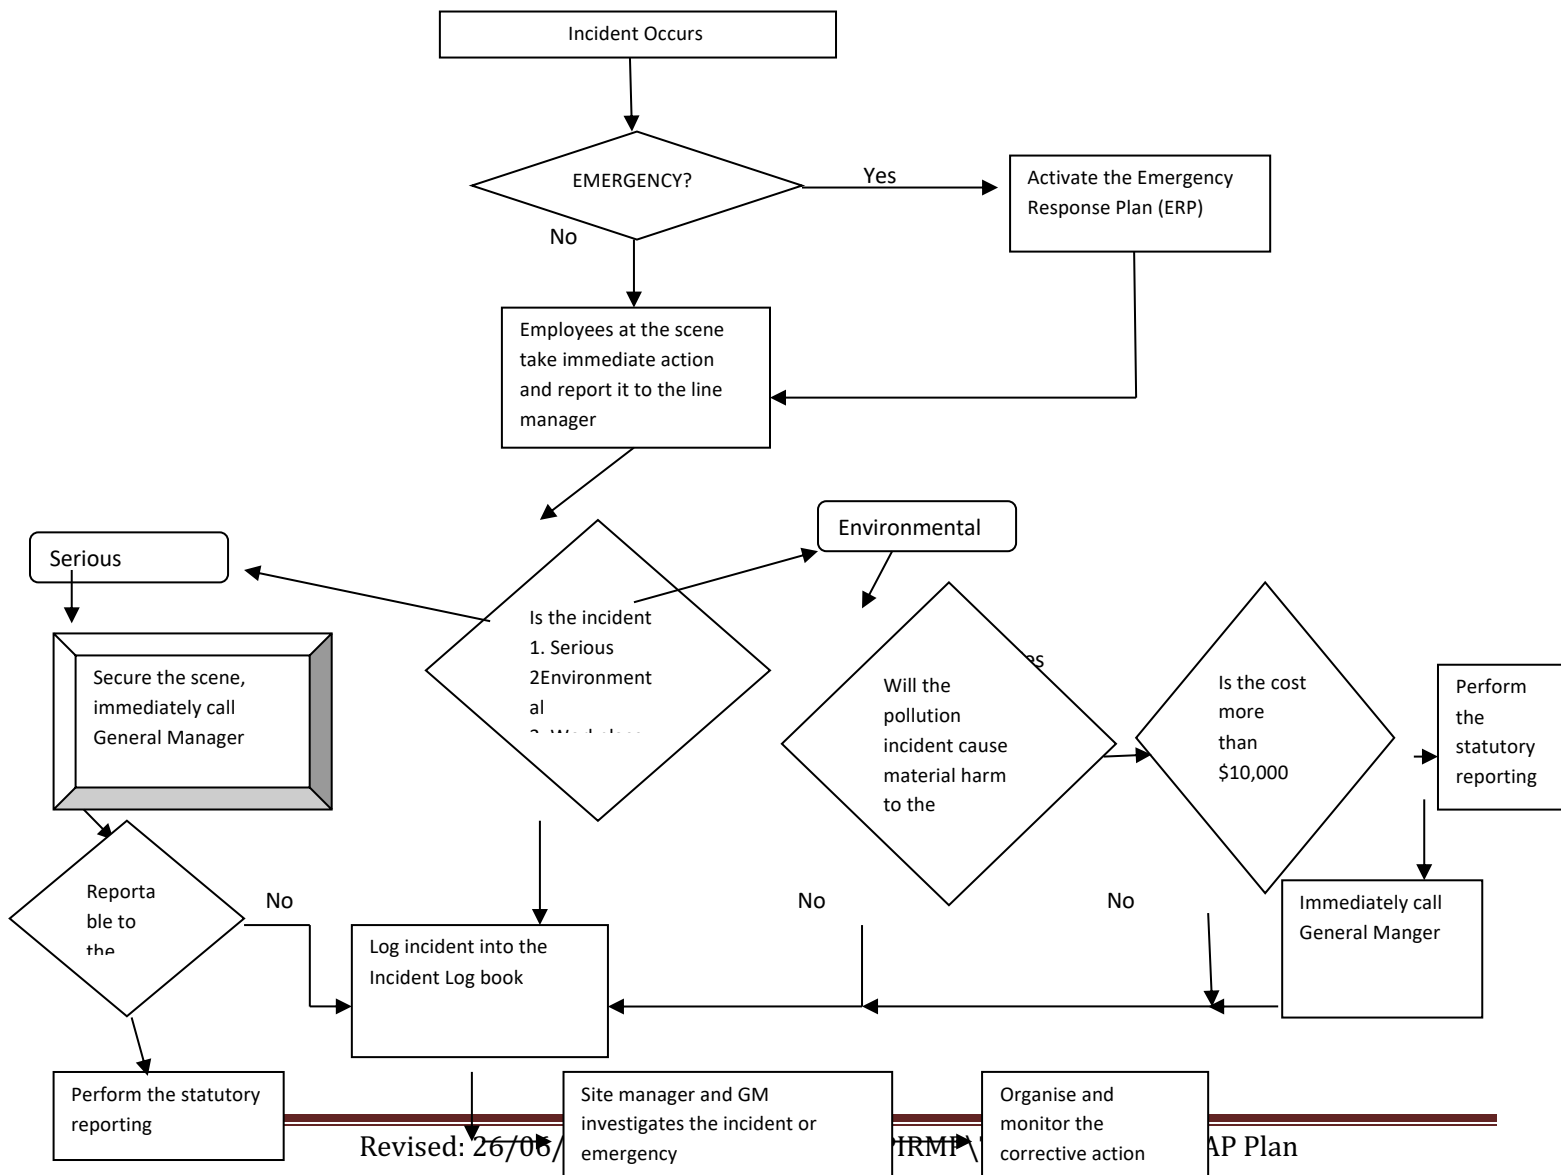 Incident Occurs
EMERGENCY?
Yes
Activate the Emergency
Response Plan (ERP)
No
Employees at the scene
take immediate action
and report it to the line
manager
Environmental
Serious
Is the incident
1. Serious
2Environment
al
Secure the scene,
immediately call
General Manager
Will the
pollution
incident cause
material harm
to the
Is the cost
more
than
$10,000
Perform
the
statutory
reporting
Reporta
ble to
the
No
No
No
Immediately call
General Manger
Log incident into the
Incident Log book
Perform the statutory
reporting
Site manager and GM
investigates the incident or
emergency
Organise and
monitor the
corrective action
Revised: 26/06/ Plan